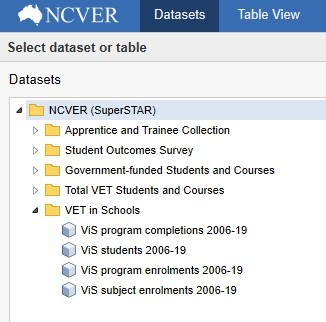 NCVER Datasets Table View
Select dataset or table
Datasets
NCVER (SuperSTAR)
Apprentice and Trainee Collection
Student Outcomes Survey
Government-funded Students and Courses
Total VET Students and Courses
VET in Schools
ViS program completions 2006-19
ViS students 2006-19
ViS program enrolments 2006-19
ViS subject enrolments 2006-19